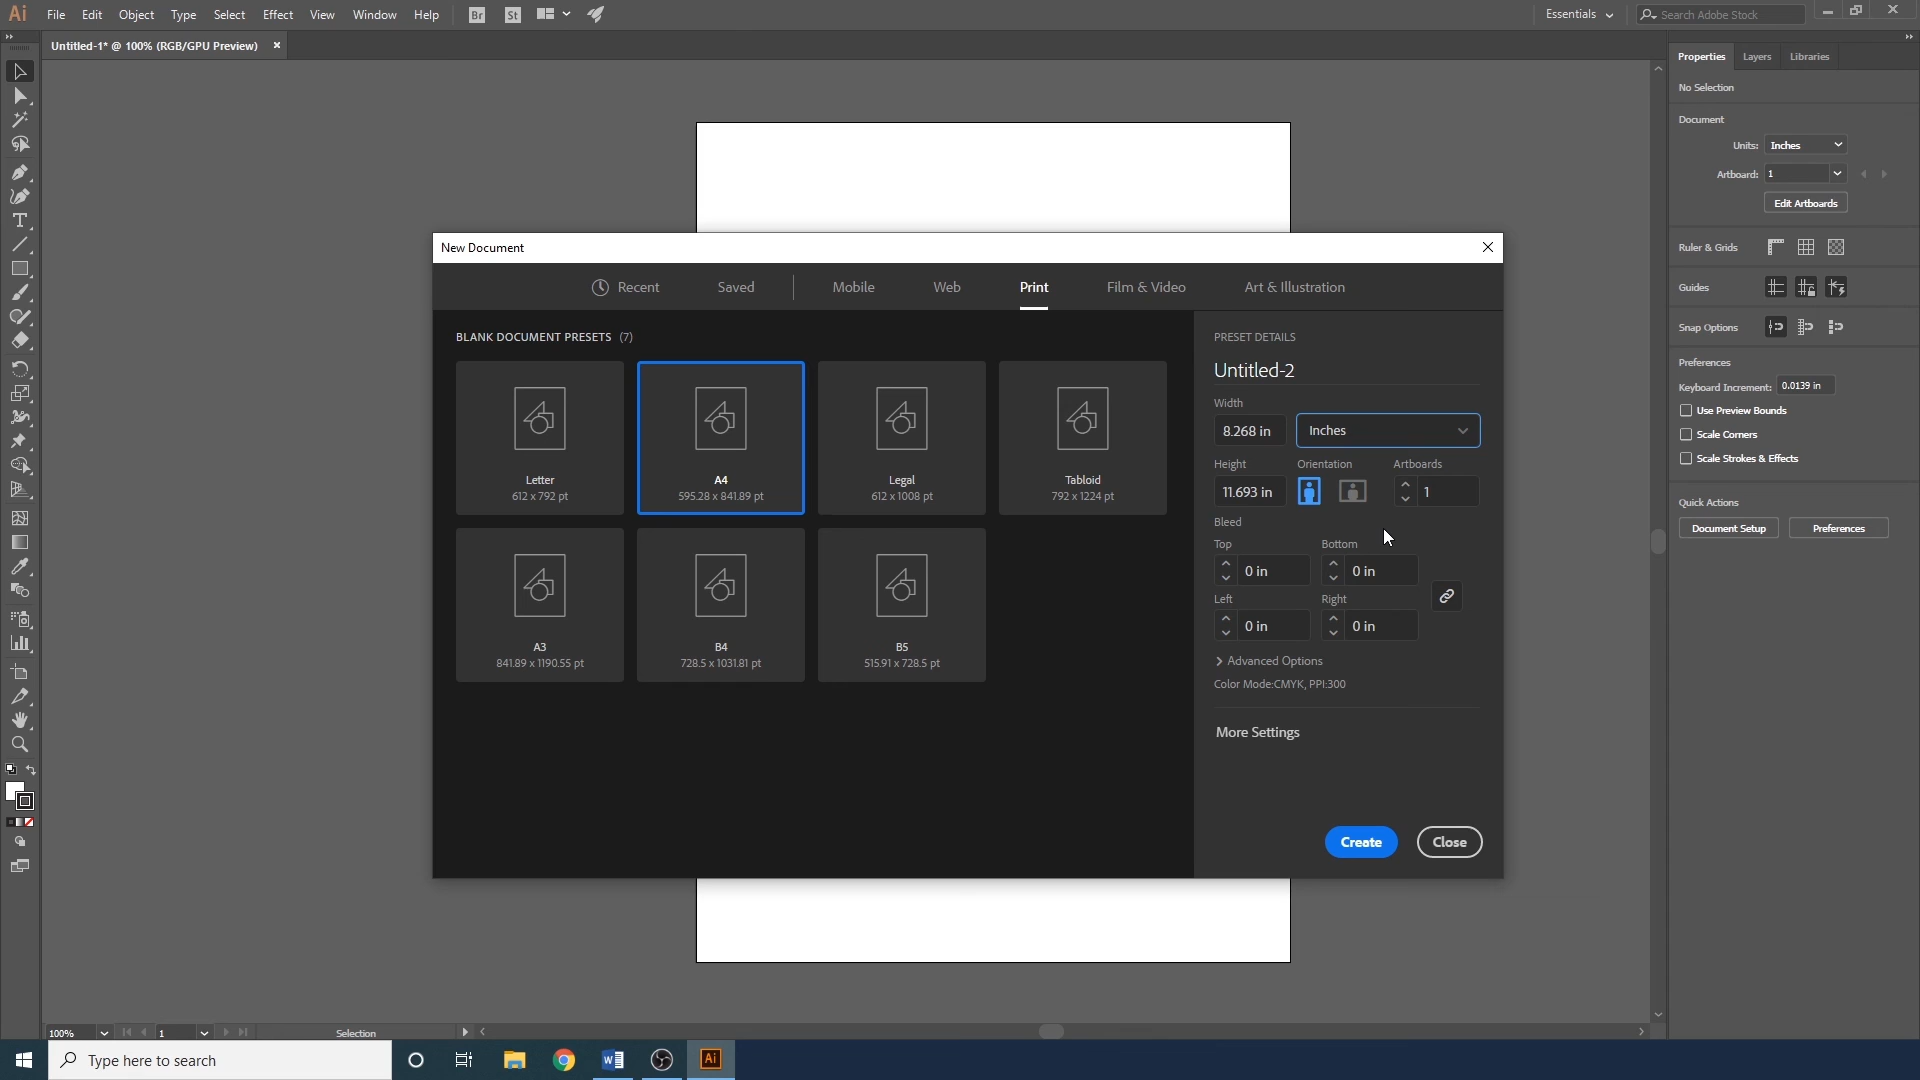 Ai File Edit Object Type Select Effect View Window Help Br St Essentials Search Adobe Stock
Untitled-1* @ 100% (RGB/GPU Preview)
Properties Layers Libraries
No Selection
Document
Units: Inches
Artboard: 1
Edit Artboards
Ruler & Grids
Guides
Snap Options
Preferences
Keyboard Increment: 0.0139 in
Use Preview Bounds
Scale Corners
Scale Strokes & Effects
Quick Actions
Document Setup Preferences
New Document
Recent Saved Mobile Web Print Film & Video Art & Illustration
BLANK DOCUMENT PRESETS (7)
Letter
612 x 792 pt
A4
595.28 x 841.89 pt
Legal
612 x 1008 pt
Tabloid
792 x 1224 pt
A3
841.89 x 1190.55 pt
B4
728.5 x 1031.81 pt
B5
515.91 x 728.5 pt
PRESET DETAILS
Untitled-2
Width
8.268 in Inches
Height Orientation Artboards
11.693 in 1
Bleed
Top Bottom
0 in 0 in
Left Right
0 in 0 in
Advanced Options
Color Mode:CMYK, PPI:300
More Settings
Create Close
100% 1 Selection
Type here to search
W Ai